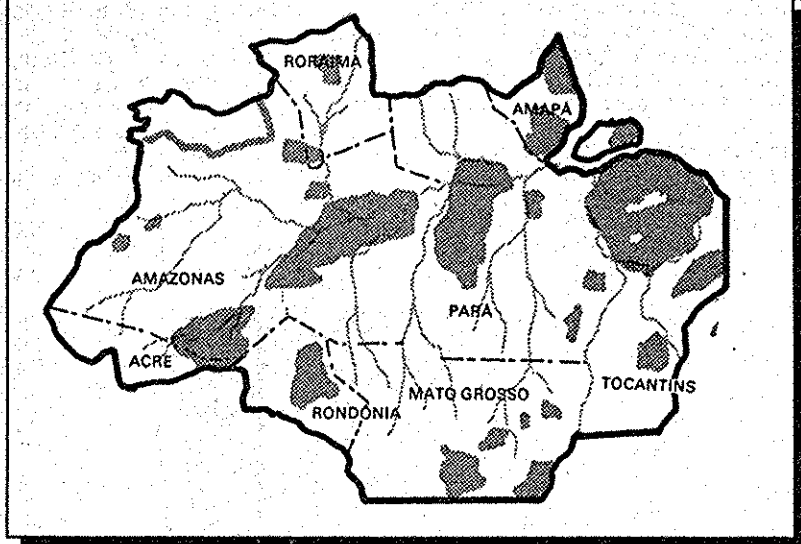 RORAIMA
AMAPÁ
AMAZONAS
PARÁ
ACRE
TOCANTINS
MATO GROSSO
RONDÔNIA